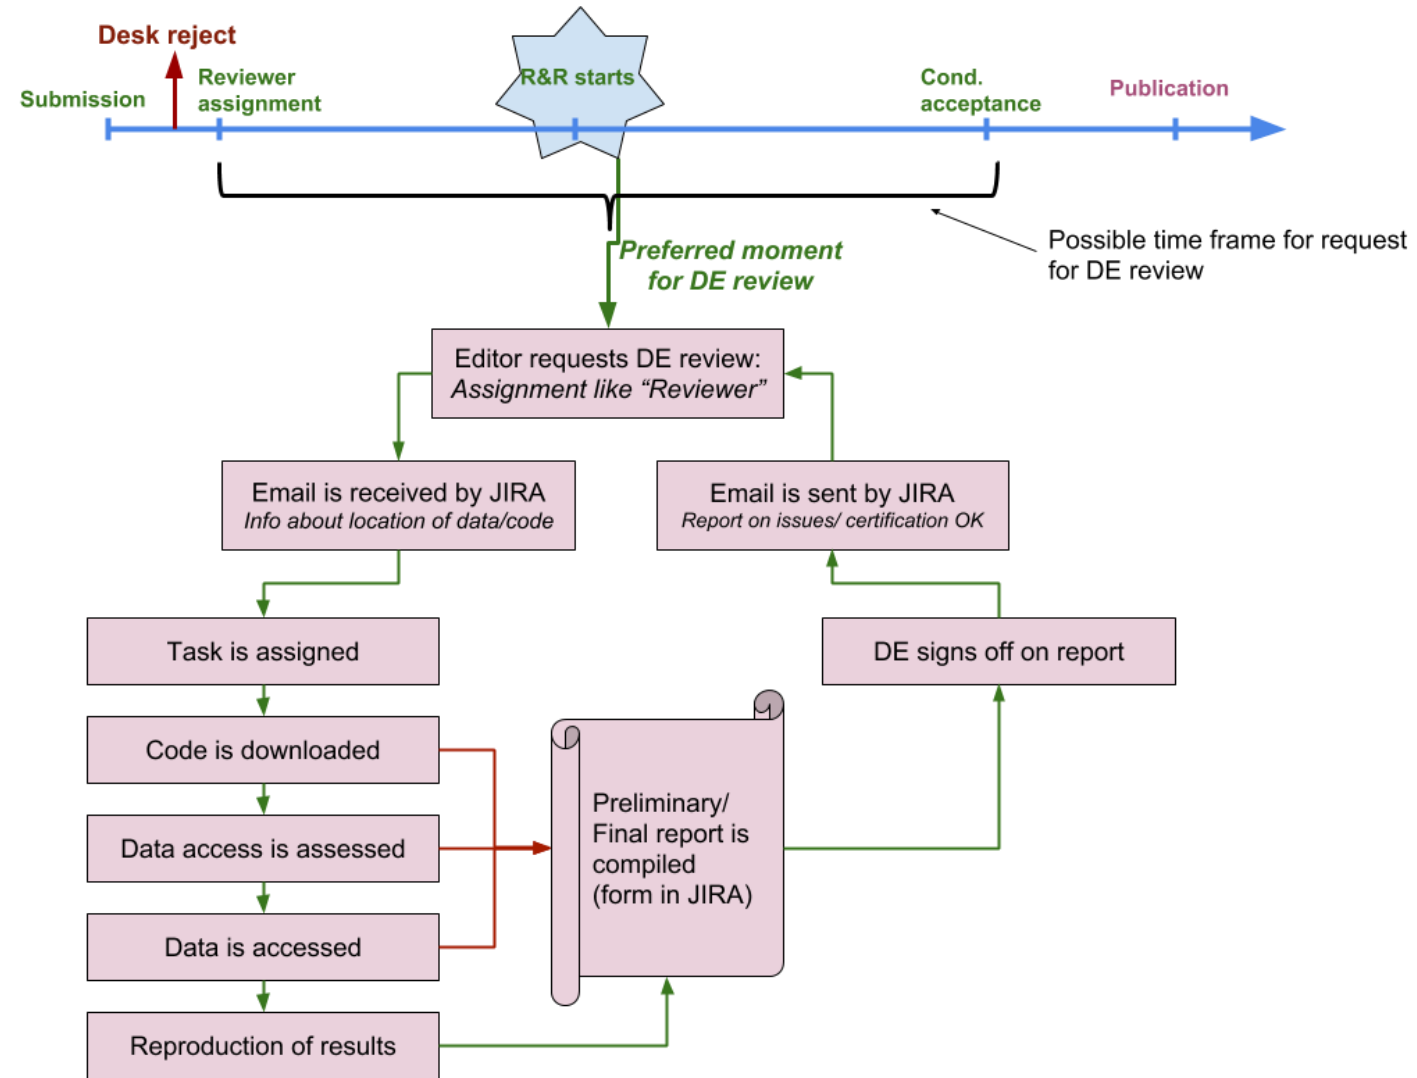 Desk reject
Submission
Reviewer
assignment
R&R starts
Cond.
acceptance
Publication
Preferred moment
for DE review
Possible time frame for request
for DE review
Editor requests DE review:
Assignment like “Reviewer”
Email is received by JIRA
Info about location of data/code
Email is sent by JIRA
Report on issues/ certification OK
Task is assigned
DE signs off on report
Code is downloaded
Data access is assessed
Data is accessed
Reproduction of results
Preliminary/
Final report is
compiled
(form in JIRA)